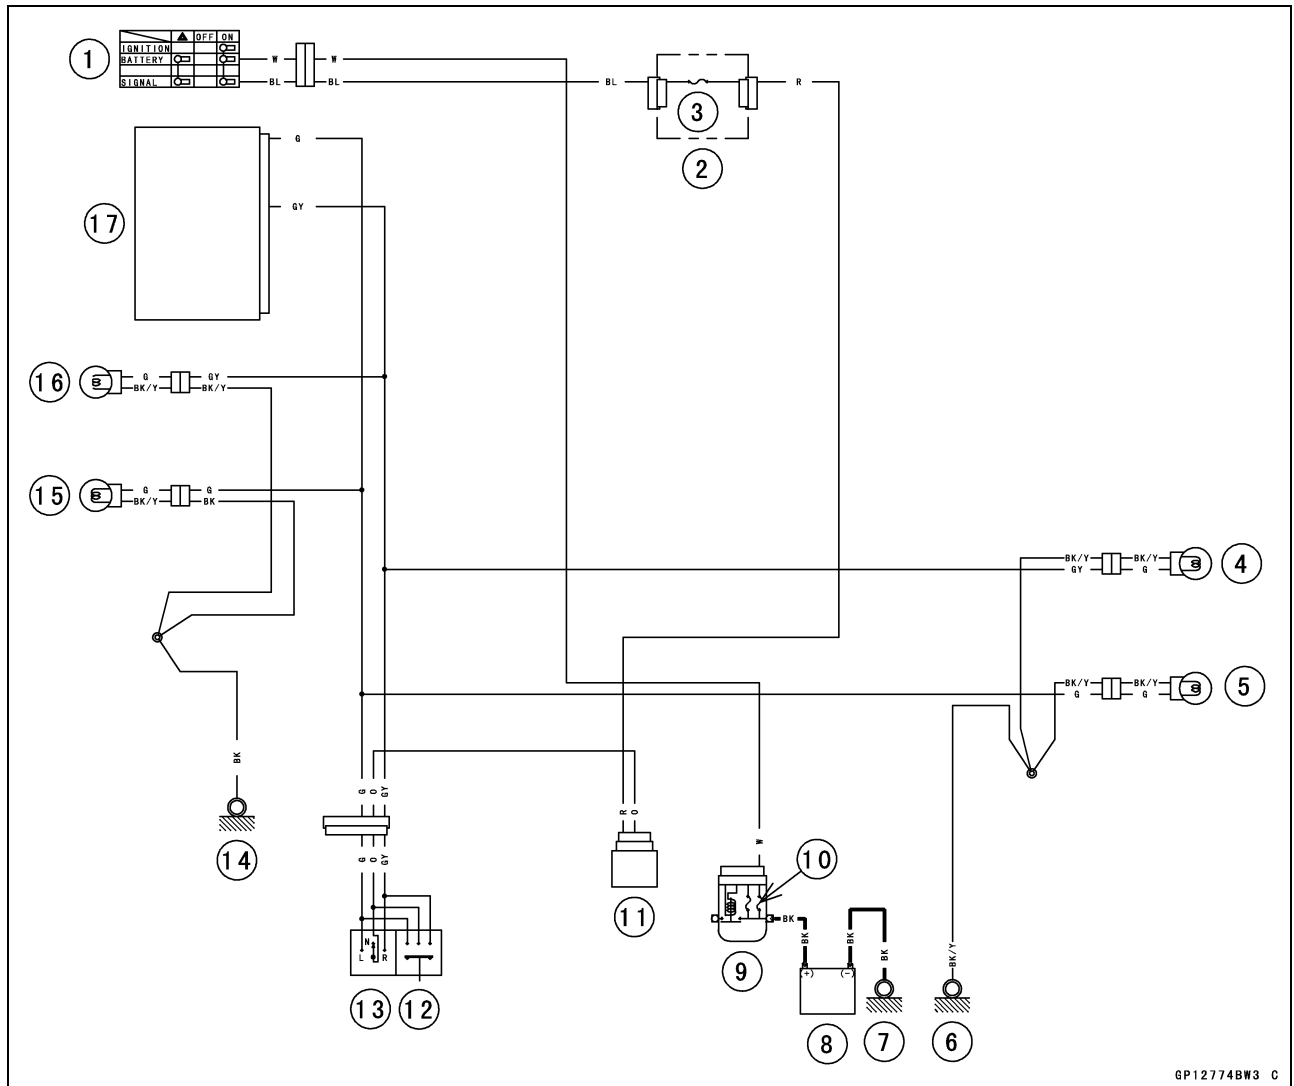 OFF ON
IGNITION
1
BATTERY W W
SIGNAL BL BL BL R
3
2
G
17
GY
16 G GY
BK/Y BK/Y
15 G G
BK/Y BK
BK/Y BK/Y 4
GY G
BK/Y BK/Y 5
G G
BK
G O GY
R O
W
10
14
G O GY
11
BK
N
L R
BK BK BK BK/Y
9
(+) (-)
13 12
8 7 6
GP12774BW3 C